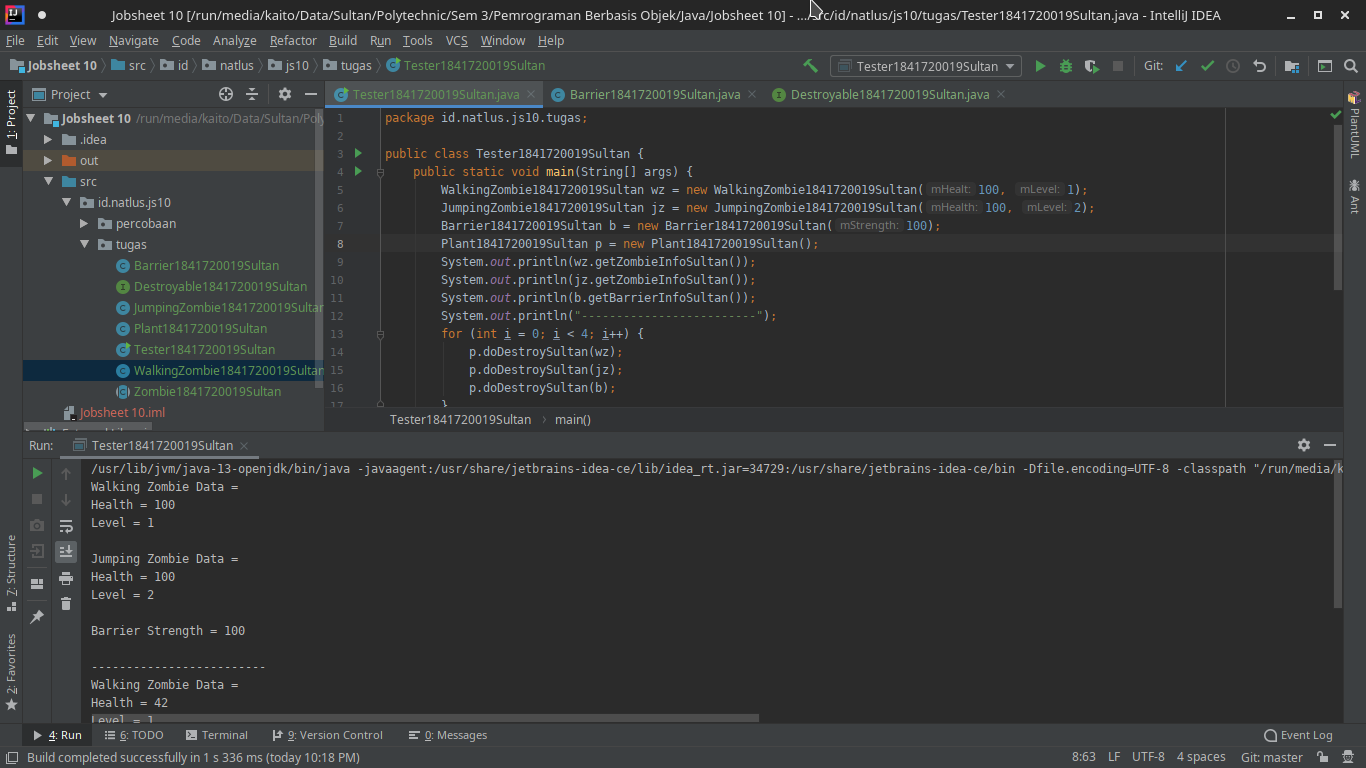 Jobsheet 10 [/run/media/kaito/Data/Sultan/Polytechnic/Sem 3/Pemrograman Berbasis Objek/Java/Jobsheet 10] - .../src/id/natlus/js10/tugas/Tester1841720019Sultan.java - IntelliJ IDEA
File Edit View Navigate Code Analyze Refactor Build Run Tools VCS Window Help
Jobsheet 10 src id natlus js10 tugas Tester1841720019Sultan Tester1841720019Sultan Git:
1: Project
Project
Tester1841720019Sultan.java Barrier1841720019Sultan.java Destroyable1841720019Sultan.java
Jobsheet 10 /run/media/kaito/Data/Sultan/Poly
.idea
out
src
id.natlus.js10
percobaan
tugas
Barrier1841720019Sultan
Destroyable1841720019Sultan
JumpingZombie1841720019Sultan
Plant1841720019Sultan
Tester1841720019Sultan
WalkingZombie1841720019Sultan
Zombie1841720019Sultan
Jobsheet 10.iml
1 package id.natlus.js10.tugas;
2
3 public class Tester1841720019Sultan {
4 public static void main(String[] args) {
5 WalkingZombie1841720019Sultan wz = new WalkingZombie1841720019Sultan( mHealt: 100, mLevel: 1);
6 JumpingZombie1841720019Sultan jz = new JumpingZombie1841720019Sultan( mHealth: 100, mLevel: 2);
7 Barrier1841720019Sultan b = new Barrier1841720019Sultan( mStrength: 100);
8 Plant1841720019Sultan p = new Plant1841720019Sultan();
9 System.out.println(wz.getZombieInfoSultan());
10 System.out.println(jz.getZombieInfoSultan());
11 System.out.println(b.getBarrierInfoSultan());
12 System.out.println("-------------------------");
13 for (int i = 0; i < 4; i++) {
14 p.doDestroySultan(wz);
15 p.doDestroySultan(jz);
16 p.doDestroySultan(b);
17 }
Tester1841720019Sultan › main()
PlantUML
Ant
Run: Tester1841720019Sultan
/usr/lib/jvm/java-13-openjdk/bin/java -javaagent:/usr/share/jetbrains-idea-ce/lib/idea_rt.jar=34729:/usr/share/jetbrains-idea-ce/bin -Dfile.encoding=UTF-8 -classpath "/run/media/k
Walking Zombie Data =
Health = 100
Level = 1
Jumping Zombie Data =
Health = 100
Level = 2
Barrier Strength = 100
-------------------------
Walking Zombie Data =
Health = 42
Level = 1
7: Structure
2: Favorites
4: Run 6: TODO Terminal 9: Version Control 0: Messages Event Log
Build completed successfully in 1 s 336 ms (today 10:18 PM) 8:63 LF UTF-8 4 spaces Git: master